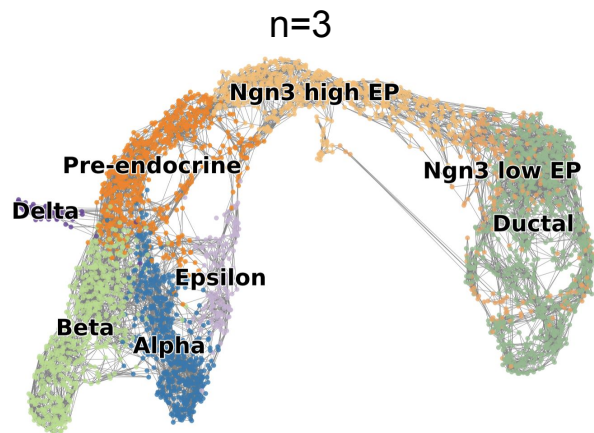 n=3
Ngn3 high EP
Pre-endocrine
Ngn3 low EP
Delta
Ductal
Epsilon
Beta
Alpha